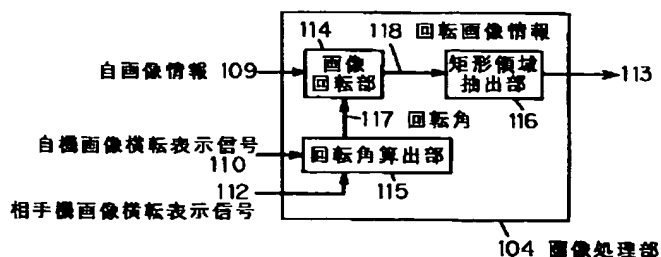 114
118 回転画像情報
自画像情報 109
画像
回転部
矩形領域
抽出部
113
116
117 回転角
自機画像横転表示信号
110
回転角算出部
112
115
相手機画像横転表示信号
104 画像処理部